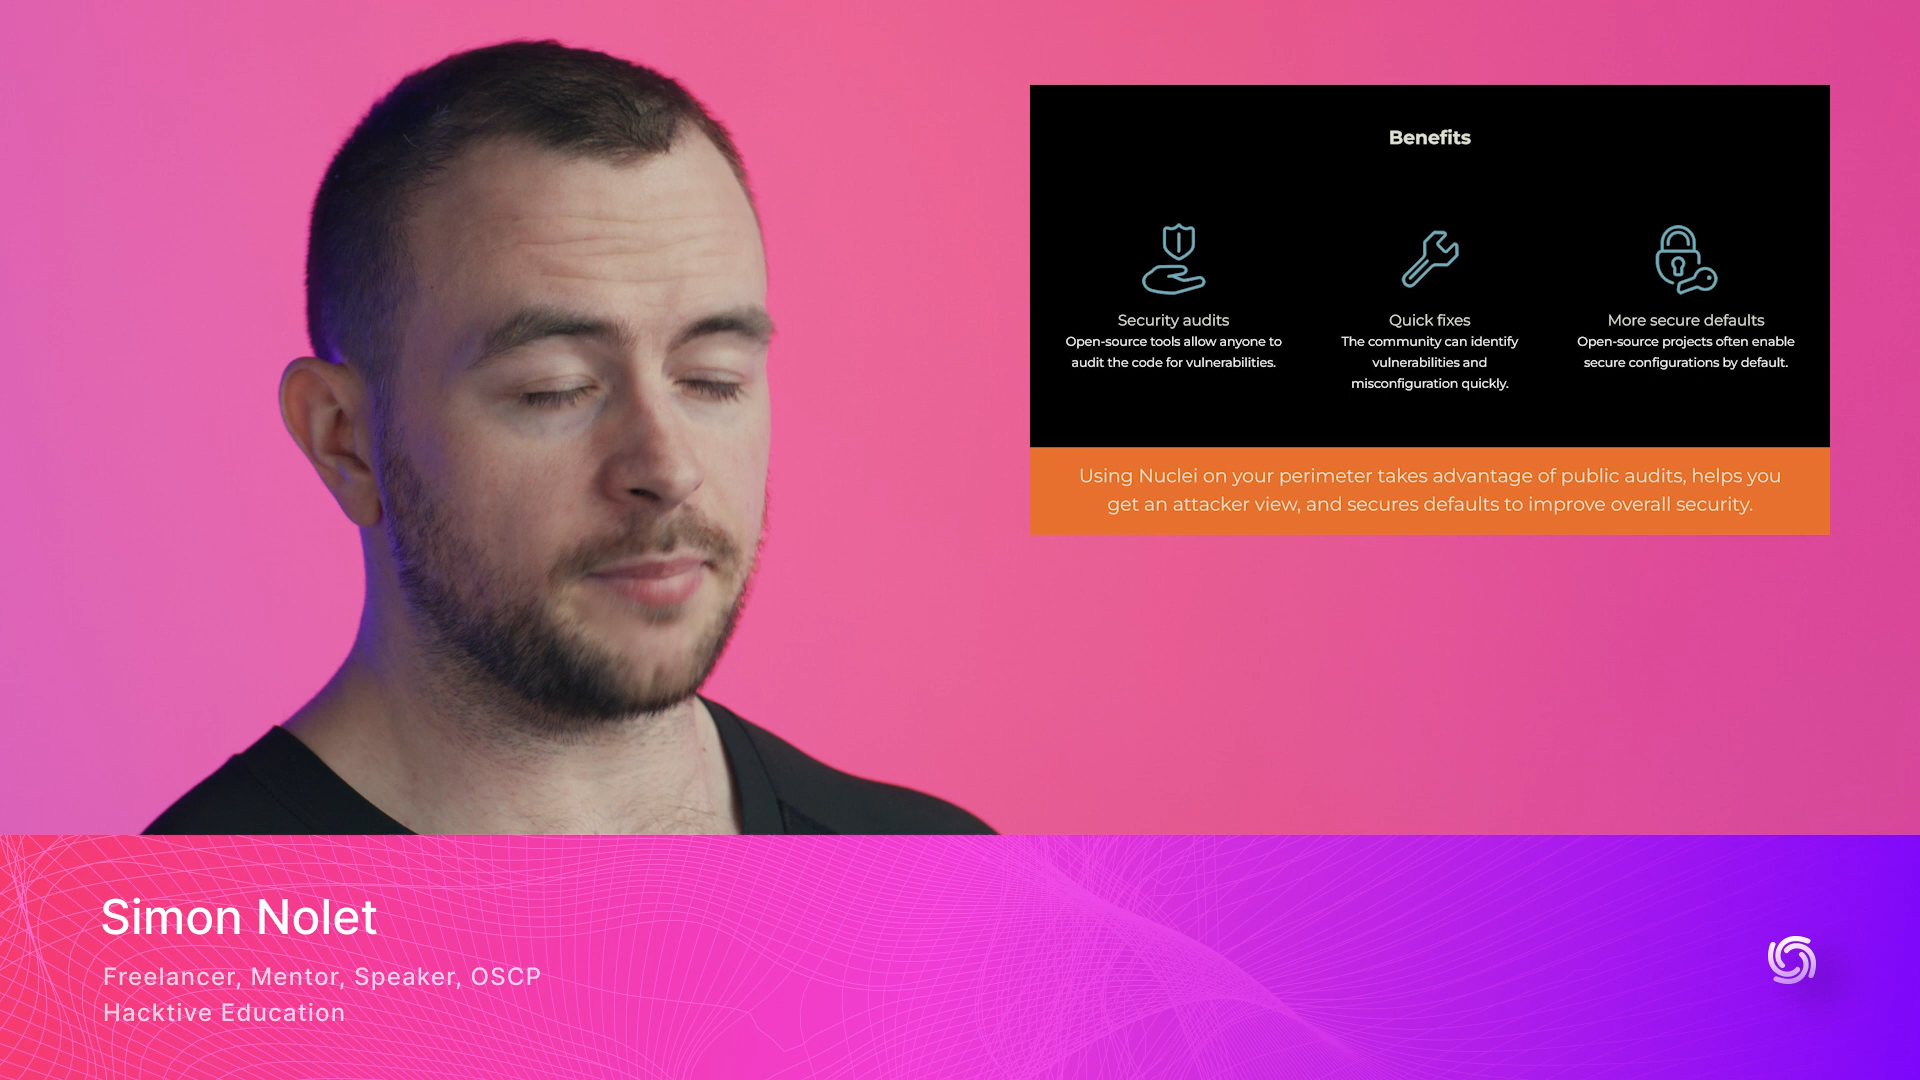 Benefits
Security audits
Open-source tools allow anyone to
audit the code for vulnerabilities.
Quick fixes
The community can identify
vulnerabilities and
misconfiguration quickly.
More secure defaults
Open-source projects often enable
secure configurations by default.
Using Nuclei on your perimeter takes advantage of public audits, helps you
get an attacker view, and secures defaults to improve overall security.
Simon Nolet
Freelancer, Mentor, Speaker, OSCP
Hacktive Education